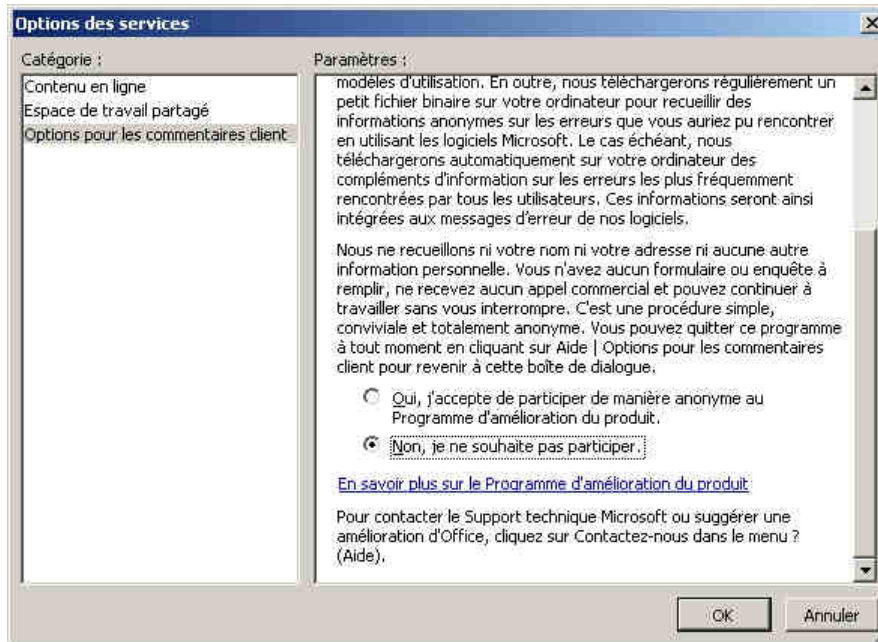 Options des services
Catégorie :
Contenu en ligne
Espace de travail partagé
Options pour les commentaires client
Paramètres :
modèles d'utilisation. En outre, nous téléchargerons régulièrement un
petit fichier binaire sur votre ordinateur pour recueillir des
informations anonymes sur les erreurs que vous auriez pu rencontrer
en utilisant les logiciels Microsoft. Le cas échéant, nous
téléchargerons automatiquement sur votre ordinateur des
compléments d'information sur les erreurs les plus fréquemment
rencontrées par tous les utilisateurs. Ces informations seront ainsi
intégrées aux messages d'erreur de nos logiciels.
Nous ne recueillons ni votre nom ni votre adresse ni aucune autre
information personnelle. Vous n'avez aucun formulaire ou enquête à
remplir, ne recevez aucun appel commercial et pouvez continuer à
travailler sans vous interrompre. C'est une procédure simple,
conviviale et totalement anonyme. Vous pouvez quitter ce programme
à tout moment en cliquant sur Aide | Options pour les commentaires
client pour revenir à cette boîte de dialogue.
Oui, j'accepte de participer de manière anonyme au
Programme d'amélioration du produit.
Non, je ne souhaite pas participer.
En savoir plus sur le Programme d'amélioration du produit
Pour contacter le Support technique Microsoft ou suggérer une
amélioration d'Office, cliquez sur Contactez-nous dans le menu ?
(Aide).
OK
Annuler